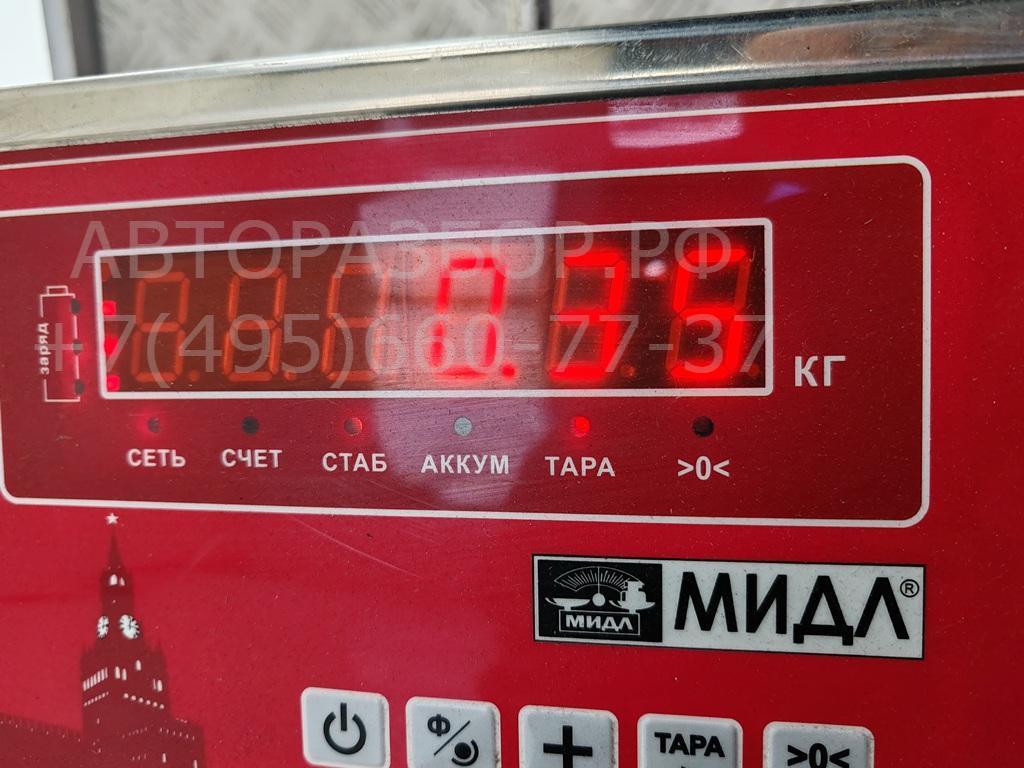 АВТОРАЗБОР.РФ
+7(495)660-77-37
заряд
0.35
КГ
СЕТЬ СЧЕТ СТАБ АККУМ ТАРА >0<
МИДЛ МИДЛ®
Ф ТАРА >0<